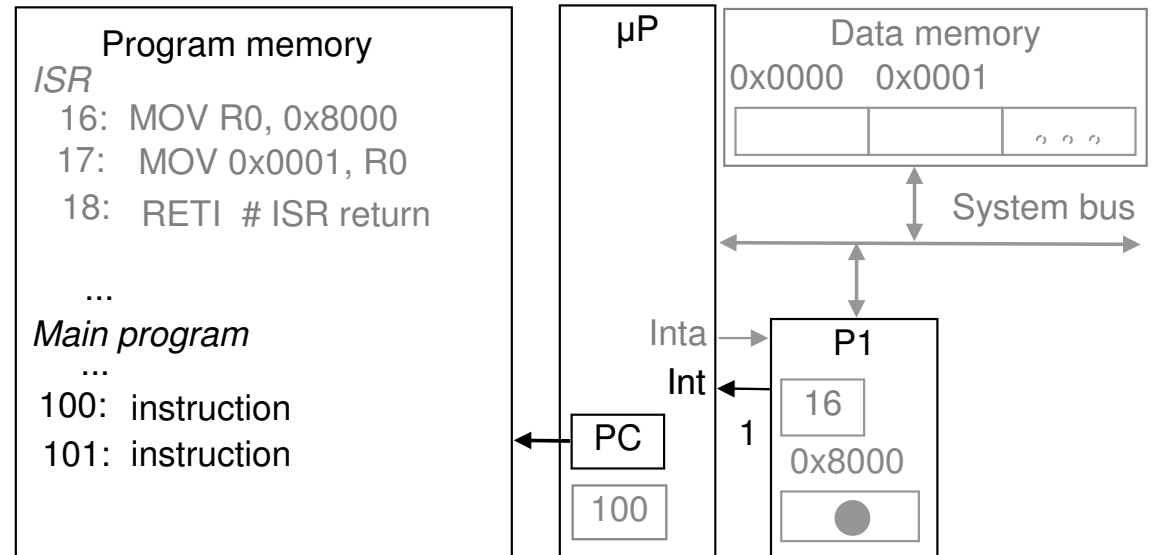 Program memory
ISR
16: MOV R0, 0x8000
17: MOV 0x0001, R0
18: RETI # ISR return
...
Main program
...
100: instruction
101: instruction
µP
Inta
Int
PC
100
Data memory
0x0000 0x0001
System bus
P1
16
1
0x8000